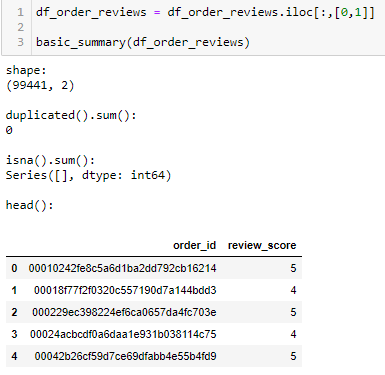 1 df_order_reviews = df_order_reviews.iloc[:,[0,1]]
2
3 basic_summary(df_order_reviews)
shape:
(99441, 2)
duplicated().sum():
0
isna().sum():
Series([], dtype: int64)
head():
order_id review_score
0 00010242fe8c5a6d1ba2dd792cb16214 5
1 00018f77f2f0320c557190d7a144bdd3 4
2 000229ec398224ef6ca0657da4fc703e 5
3 00024acbcdf0a6daa1e931b038114c75 4
4 00042b26cf59d7ce69dfabb4e55b4fd9 5